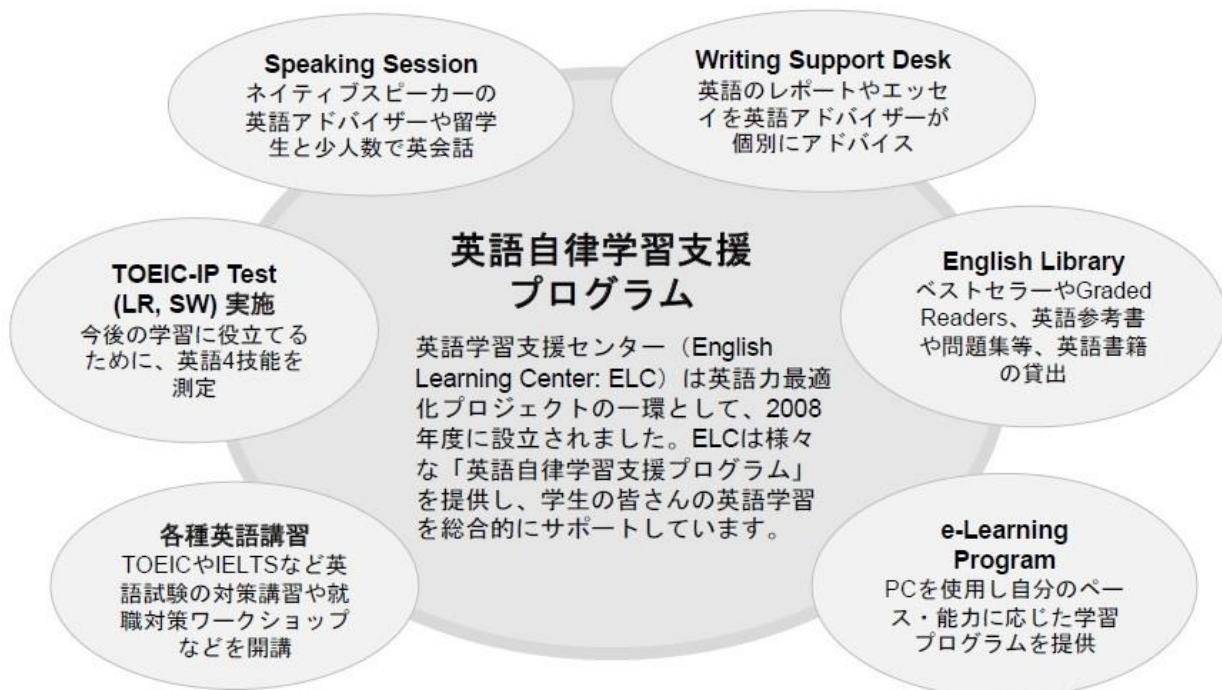 Speaking Session
ネイティブスピーカーの
英語アドバイザーや留学
生と少人数で英会話
Writing Support Desk
英語のレポートやエッセ
イを英語アドバイザーが
個別にアドバイス
TOEIC-IP Test
(LR, SW) 実施
今後の学習に役立てる
ために、英語4技能を
測定
英語自律学習支援
プログラム
英語学習支援センター（English
Learning Center: ELC）は英語力最適
化プロジェクトの一環として、2008
年度に設立されました。ELCは様々
な「英語自律学習支援プログラム」
を提供し、学生の皆さんの英語学習
を総合的にサポートしています。
English Library
ベストセラーやGraded
Readers、英語参考書
や問題集等、英語書籍
の貸出
各種英語講習
TOEICやIELTSなど英
語試験の対策講習や就
職対策ワークショップ
などを開講
e-Learning
Program
PCを使用し自分のペー
ス・能力に応じた学習
プログラムを提供